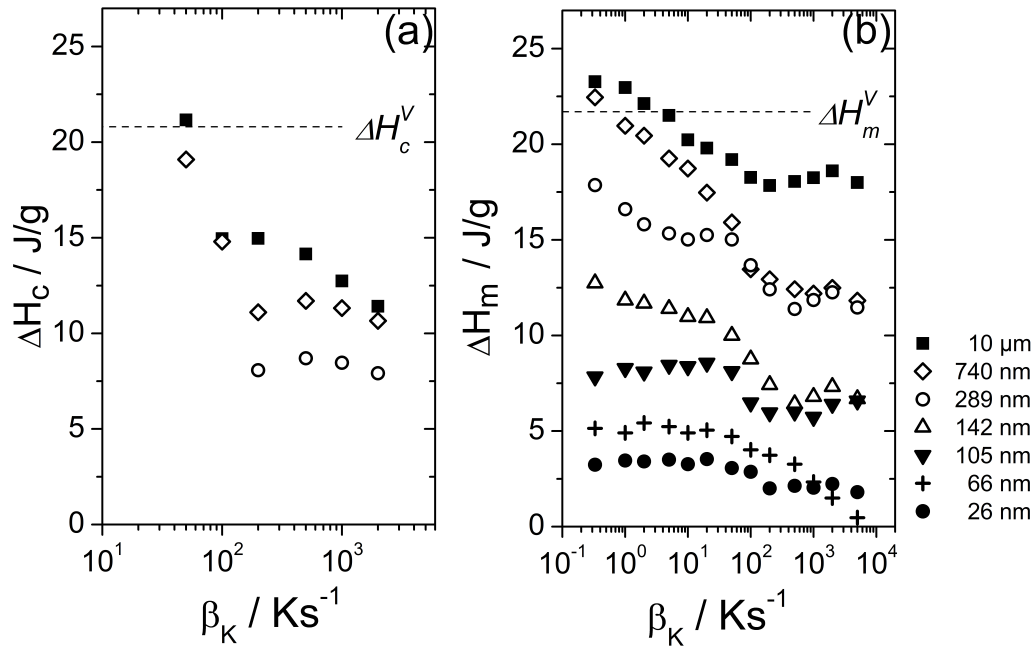 (a)
25
20
15
10
5
0
ΔH_c^V
ΔH_C / J/g
10^1
10^2
10^3
β_K / Ks^-1
(b)
25
20
15
10
5
0
ΔH_m^V
ΔH_m / J/g
10^-1
10^0
10^1
10^2
10^3
10^4
β_K / Ks^-1
10 µm
740 nm
289 nm
142 nm
105 nm
66 nm
26 nm